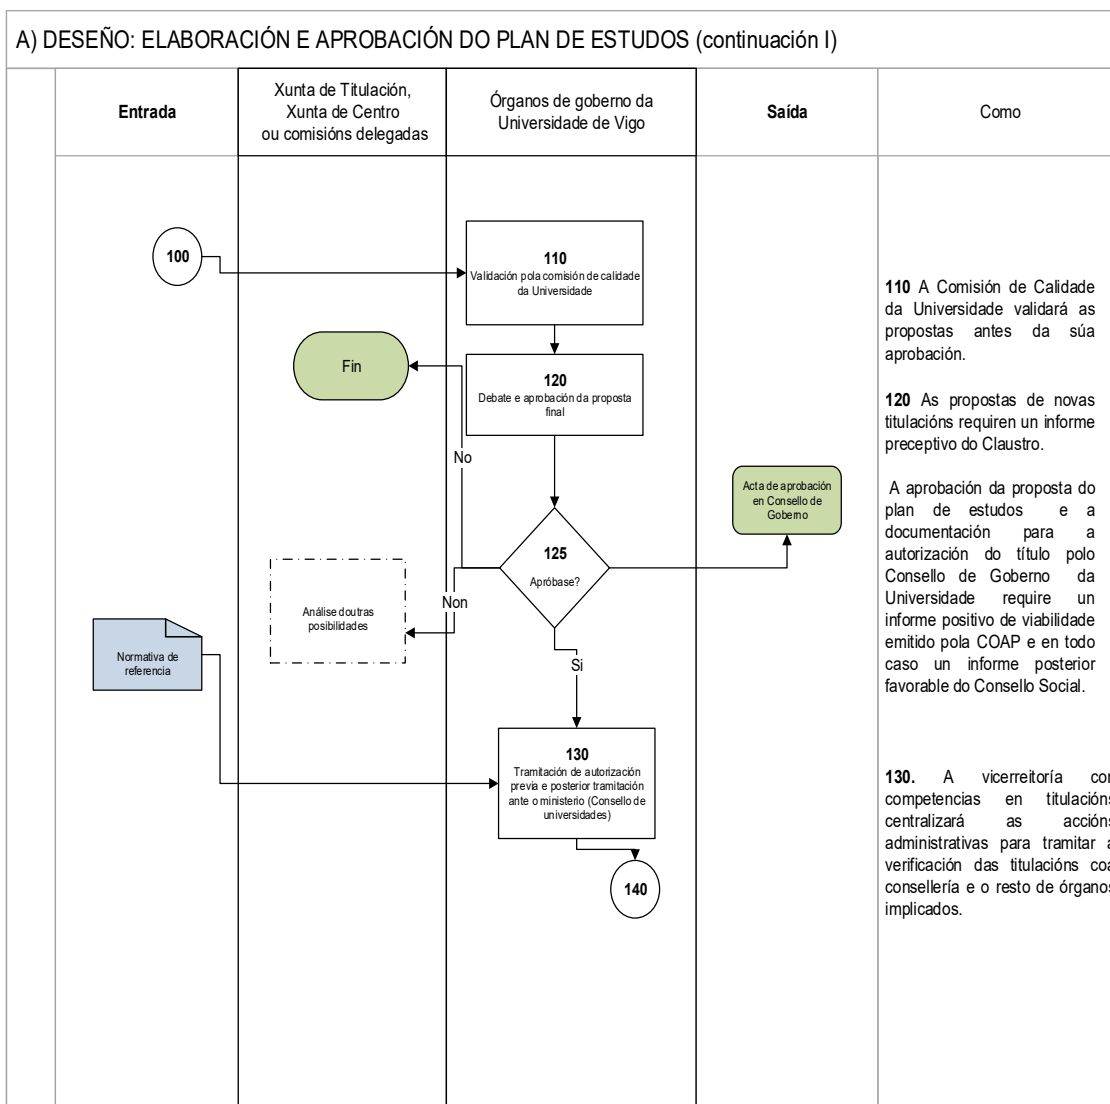 A) DESEÑO: ELABORACIÓN E APROBACIÓN DO PLAN DE ESTUDOS (continuación I)
Entrada
Xunta de Titulación,
Xunta de Centro
ou comisións delegadas
Órganos de goberno da
Universidade de Vigo
Saída
Como
100
110
Validación pola comisión de calidade
da Universidade
Fin
120
Debate e aprobación da proposta
final
No
Acta de aprobación
en Consello de
Goberno
125
Apróbase?
Non
Análise doutras
posibilidades
Normativa de
referencia
Si
130
Tramitación de autorización
previa e posterior tramitación
ante o ministerio (Consello de
universidades)
140
110 A Comisión de Calidade
da Universidade validará as
propostas antes da súa
aprobación.
120 As propostas de novas
titulacións requiren un informe
preceptivo do Claustro.
A aprobación da proposta do
plan de estudos e a
documentación para a
autorización do título polo
Consello de Goberno da
Universidade require un
informe positivo de viabilidade
emitido pola COAP e en todo
caso un informe posterior
favorable do Consello Social.
130. A vicerreitoría con
competencias en titulacións
centralizará as accións
administrativas para tramitar a
verificación das titulacións coa
consellería e o resto de órganos
implicados.